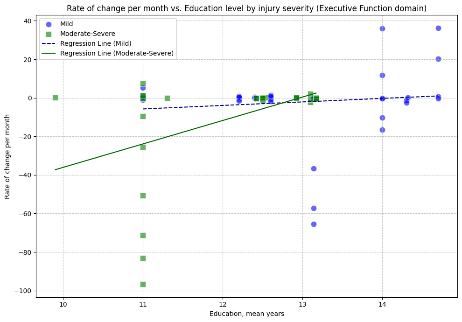 Rate of change per month vs. Education level by injury severity (Executive Function domain)
Mild
Moderate-Severe
Regression Line (Mild)
Regression Line (Moderate-Severe)
40
20
0
−20
−40
−60
−80
−100
Rate of change per month
10
11
12
13
14
Education, mean years